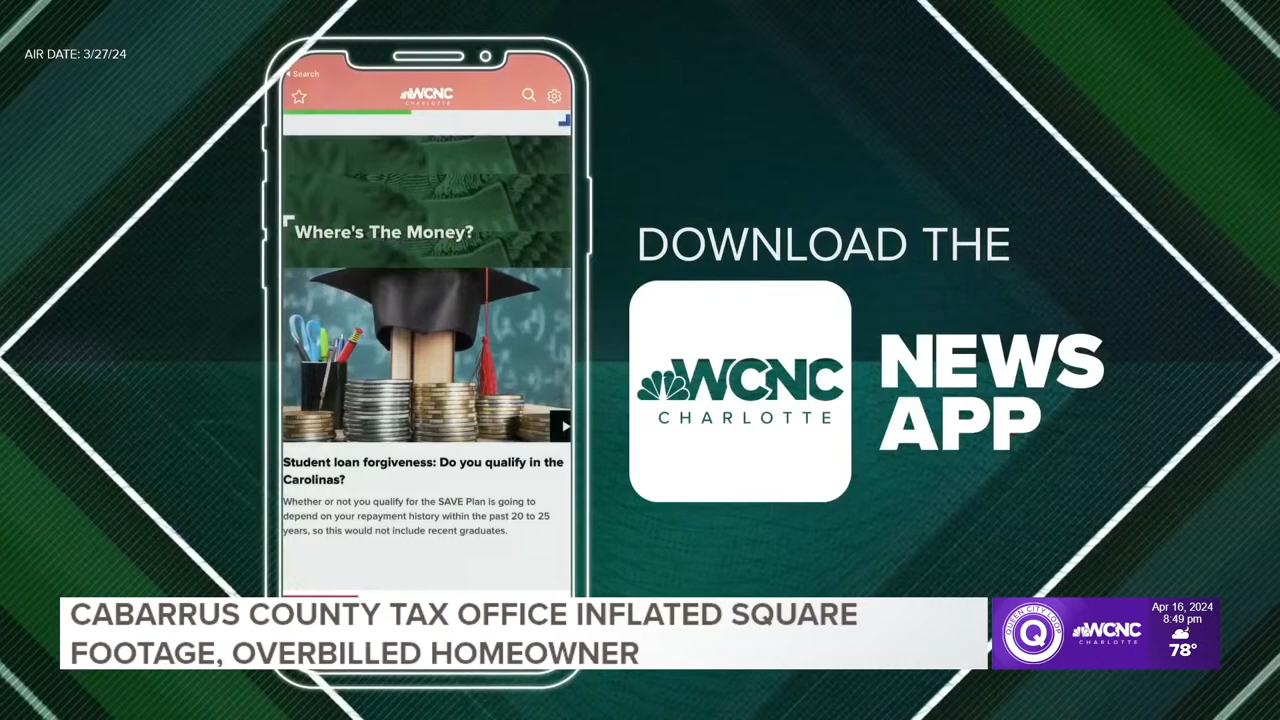 AIR DATE: 3/27/24
Search
WCNC
CHARLOTTE
Where's The Money?
Student loan forgiveness: Do you qualify in the
Carolinas?
Whether or not you qualify for the SAVE Plan is going to
depend on your repayment history within the past 20 to 25
years, so this would not include recent graduates.
DOWNLOAD THE
WCNC
CHARLOTTE
NEWS
APP
CABARRUS COUNTY TAX OFFICE INFLATED SQUARE
FOOTAGE, OVERBILLED HOMEOWNER
QUEEN CITY LOOP
Q
WCNC
CHARLOTTE
Apr 16, 2024
8:49 pm
78°